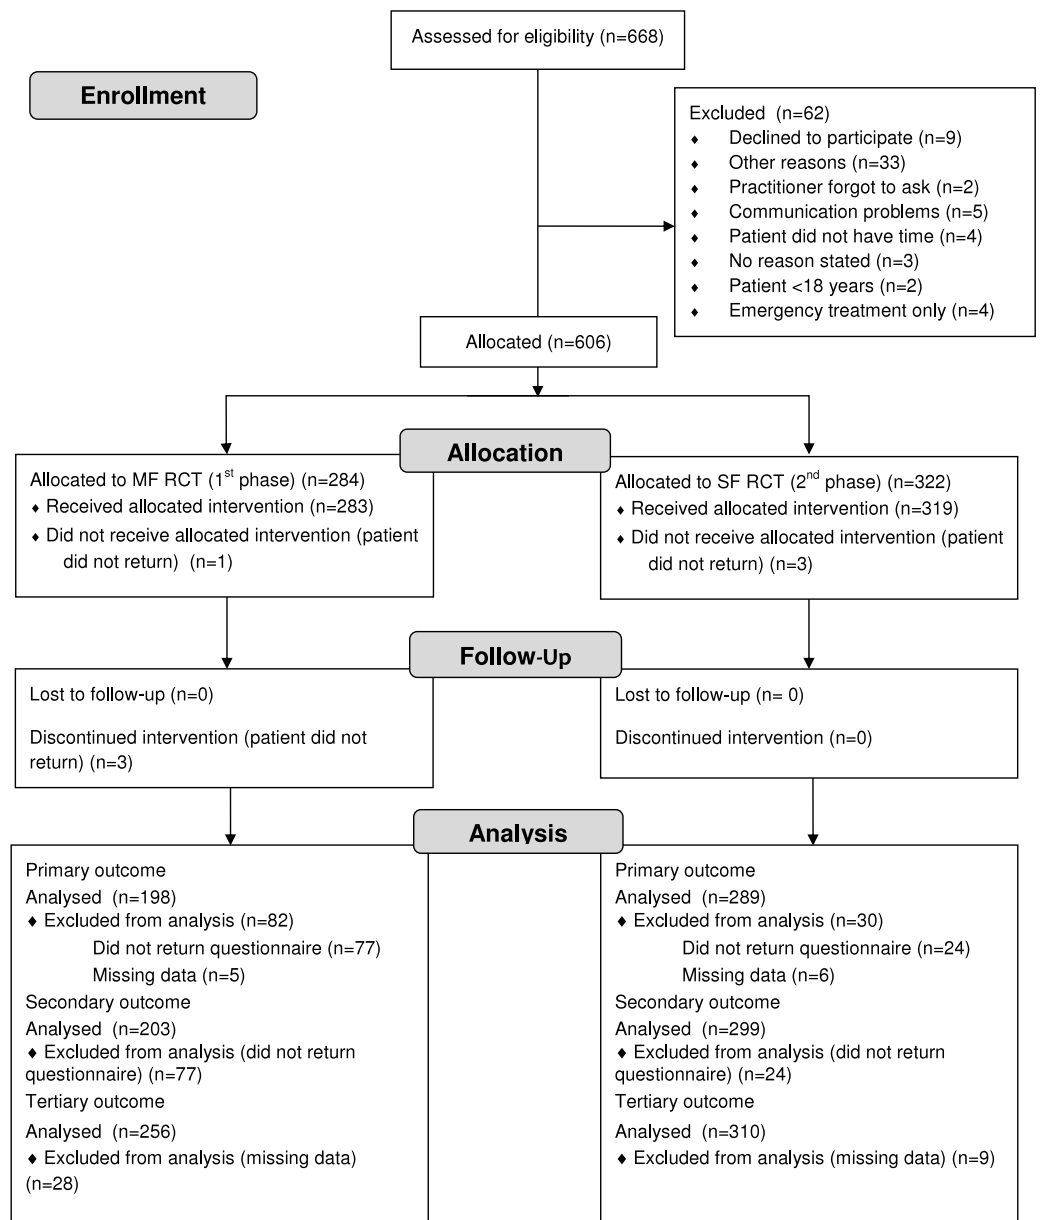 Assessed for eligibility (n=668)
Enrollment
Excluded (n=62)
♦ Declined to participate (n=9)
♦ Other reasons (n=33)
♦ Practitioner forgot to ask (n=2)
♦ Communication problems (n=5)
♦ Patient did not have time (n=4)
♦ No reason stated (n=3)
♦ Patient <18 years (n=2)
♦ Emergency treatment only (n=4)
Allocated (n=606)
Allocation
Allocated to MF RCT (1st phase) (n=284)
♦ Received allocated intervention (n=283)
♦ Did not receive allocated intervention (patient
did not return) (n=1)
Allocated to SF RCT (2nd phase) (n=322)
♦ Received allocated intervention (n=319)
♦ Did not receive allocated intervention (patient
did not return) (n=3)
Follow-Up
Lost to follow-up (n=0)
Discontinued intervention (patient did not
return) (n=3)
Lost to follow-up (n= 0)
Discontinued intervention (n=0)
Analysis
Primary outcome
Analysed (n=198)
♦ Excluded from analysis (n=82)
Did not return questionnaire (n=77)
Missing data (n=5)
Secondary outcome
Analysed (n=203)
♦ Excluded from analysis (did not return
questionnaire) (n=77)
Tertiary outcome
Analysed (n=256)
♦ Excluded from analysis (missing data)
(n=28)
Primary outcome
Analysed (n=289)
♦ Excluded from analysis (n=30)
Did not return questionnaire (n=24)
Missing data (n=6)
Secondary outcome
Analysed (n=299)
♦ Excluded from analysis (did not return
questionnaire) (n=24)
Tertiary outcome
Analysed (n=310)
♦ Excluded from analysis (missing data) (n=9)